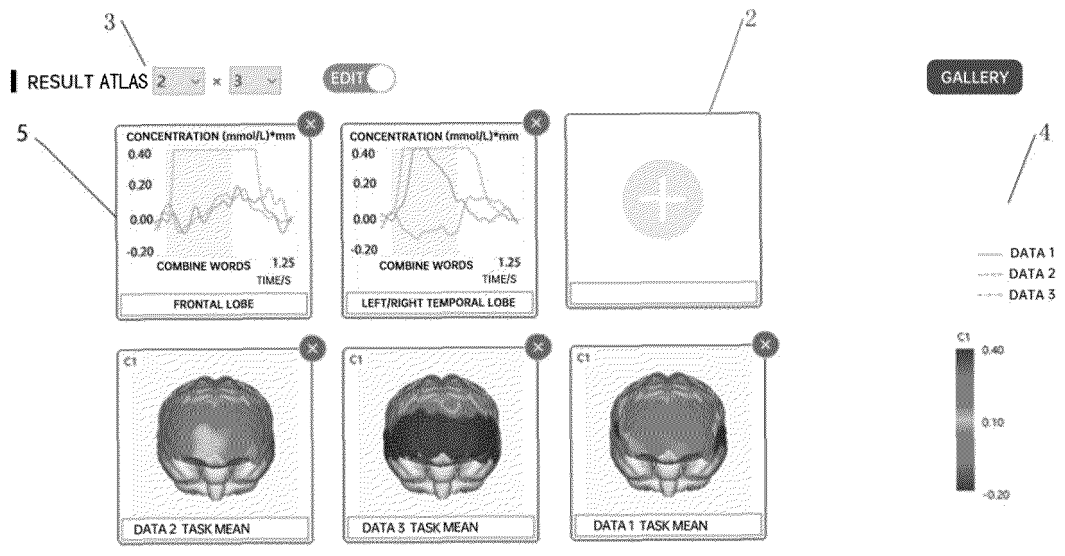 3
2
RESULT ATLAS 2 × 3 EDIT GALLERY
5
4
CONCENTRATION (mmol/L)*mm
0.40
0.20
0.00
-0.20
COMBINE WORDS 1.25
TIME/S
FRONTAL LOBE
CONCENTRATION (mmol/L)*mm
0.40
0.20
0.00
-0.20
COMBINE WORDS 1.25
TIME/S
LEFT/RIGHT TEMPORAL LOBE
DATA 1
DATA 2
DATA 3
C1
DATA 2 TASK MEAN
C1
DATA 3 TASK MEAN
C1
DATA 1 TASK MEAN
C1
0.40
0.10
-0.20